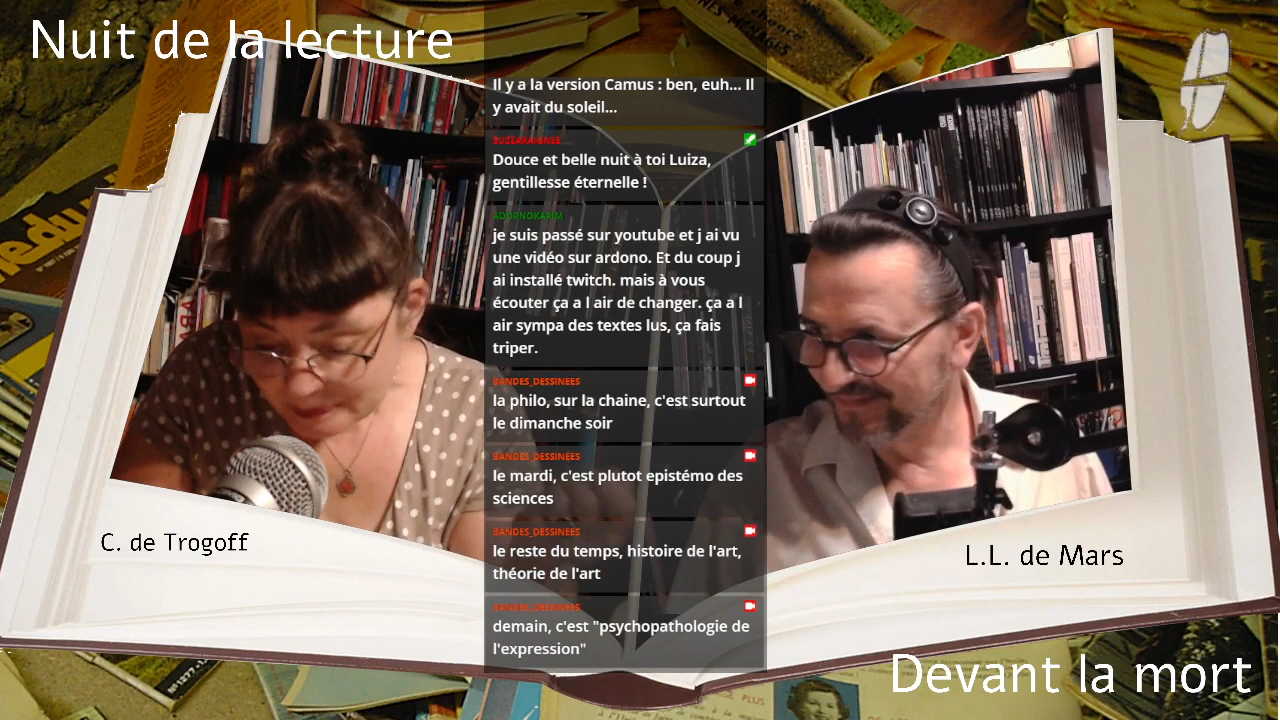 Nuit de la lecture
Il y a la version Camus : ben, euh... Il
y avait du soleil...
Douce et belle nuit à toi Luiza,
gentillesse éternelle !
ADORNOKARIM
je suis passé sur youtube et j ai vu
une vidéo sur ardono. Et du coup j
ai installé twitch. mais à vous
écouter ça a l air de changer. ça a l
air sympa des textes lus, ça fais
triper.
BANDES_DESSINEES
la philo, sur la chaine, c'est surtout
le dimanche soir
BANDES_DESSINEES
le mardi, c'est plutot epistémo des
sciences
BANDES_DESSINEES
le reste du temps, histoire de l'art,
théorie de l'art
BANDES_DESSINEES
demain, c'est "psychopathologie de
l'expression"
C. de Trogoff
L.L. de Mars
Devant la mort